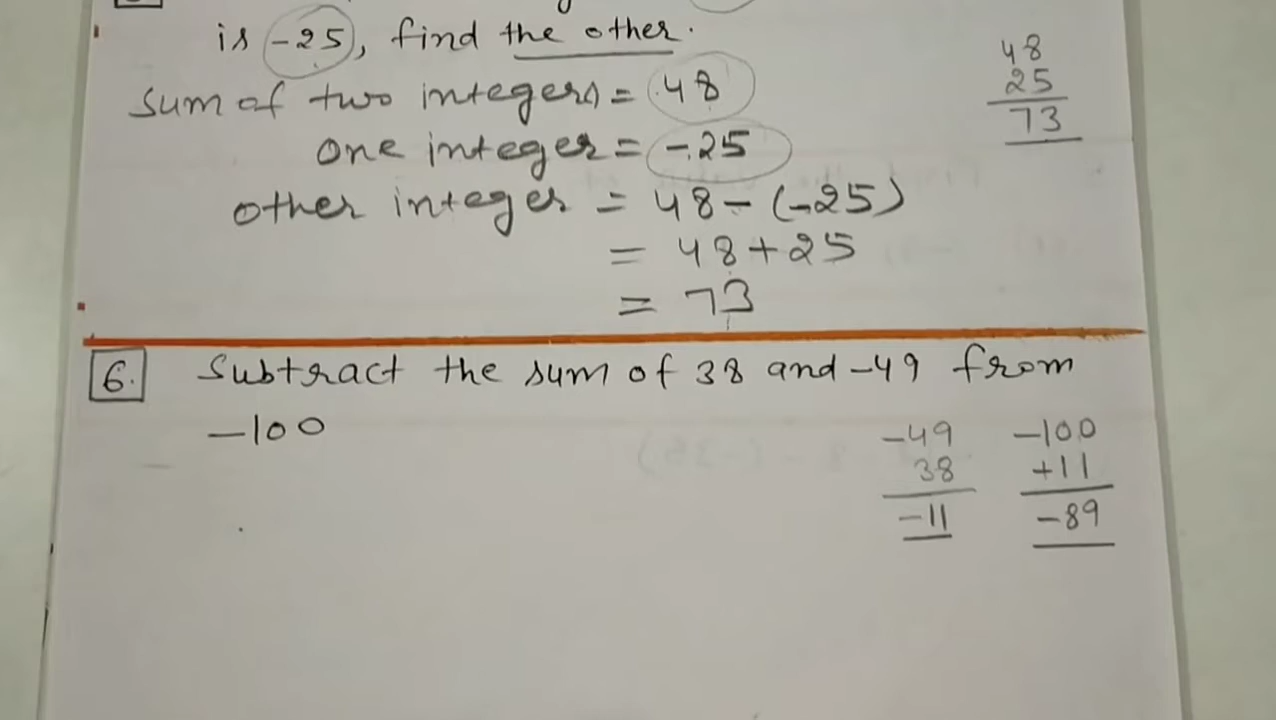 is -25, find the other.
Sum of two integers = 48
one integer = -25
other integer = 48 - (-25)
= 48 + 25
= 73
48
25
73
6. Subtract the sum of 38 and -49 from
-100
-49
38
-11
-100
+11
-89